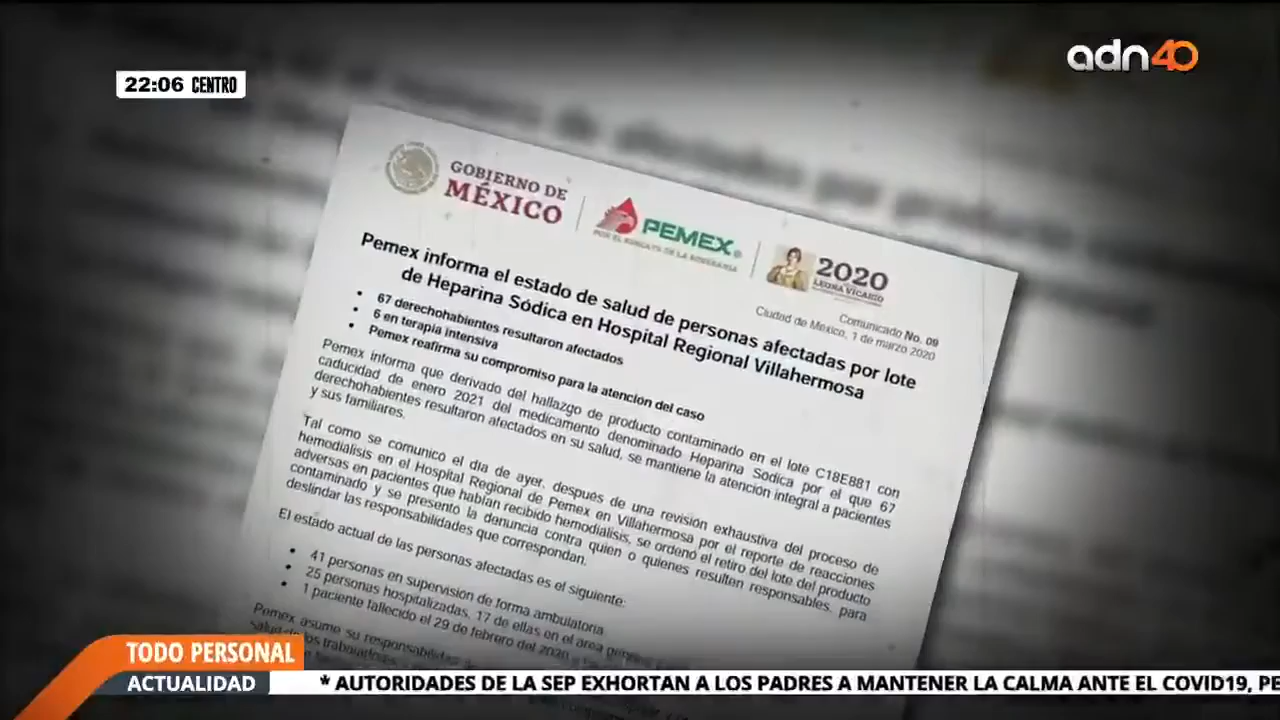 adn40
22:06 CENTRO
GOBIERNO DE
MÉXICO
PEMEX
POR EL RESCATE DE LA SOBERANÍA
2020
LEONA VICARIO
Comunicado No. 09
Ciudad de México, 1 de marzo 2020
Pemex informa el estado de salud de personas afectadas por lote
de Heparina Sódica en Hospital Regional Villahermosa
• 67 derechohabientes resultaron afectados
• 6 en terapia intensiva
• Pemex reafirma su compromiso para la atención del caso
Pemex informa que derivado del hallazgo de producto contaminado en el lote C18E881 con
caducidad de enero 2021 del medicamento denominado Heparina Sódica por el que 67
derechohabientes resultaron afectados en su salud, se mantiene la atención integral a pacientes
y sus familiares.
Tal como se comunicó el día de ayer, después de una revisión exhaustiva del proceso de
hemodiálisis en el Hospital Regional de Pemex en Villahermosa por el reporte de reacciones
adversas en pacientes que habían recibido hemodiálisis, se ordenó el retiro del lote del producto
contaminado y se presentó la denuncia contra quien o quienes resulten responsables, para
deslindar las responsabilidades que correspondan.
El estado actual de las personas afectadas es el siguiente:
• 41 personas en supervisión de forma ambulatoria
• 25 personas hospitalizadas, 17 de ellas en el área
• 1 paciente fallecido el 29 de febrero del 2020
Pemex asume su responsabilidad
TODO PERSONAL
ACTUALIDAD
* AUTORIDADES DE LA SEP EXHORTAN A LOS PADRES A MANTENER LA CALMA ANTE EL COVID19, PE